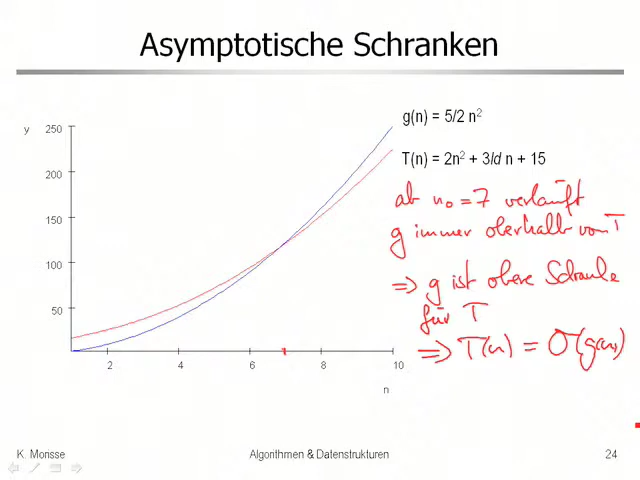 Asymptotische Schranken
g(n) = 5/2 n²
y
250
200
150
100
50
T(n) = 2n² + 3ld n + 15
ab n₀ = 7 verläuft
g immer oberhalb von T
⇒ g ist obere Schranke
für T
⇒ T(n) = O(g(n))
2 4 6 8 10
n
K. Monsse
Algorithmen & Datenstrukturen
24